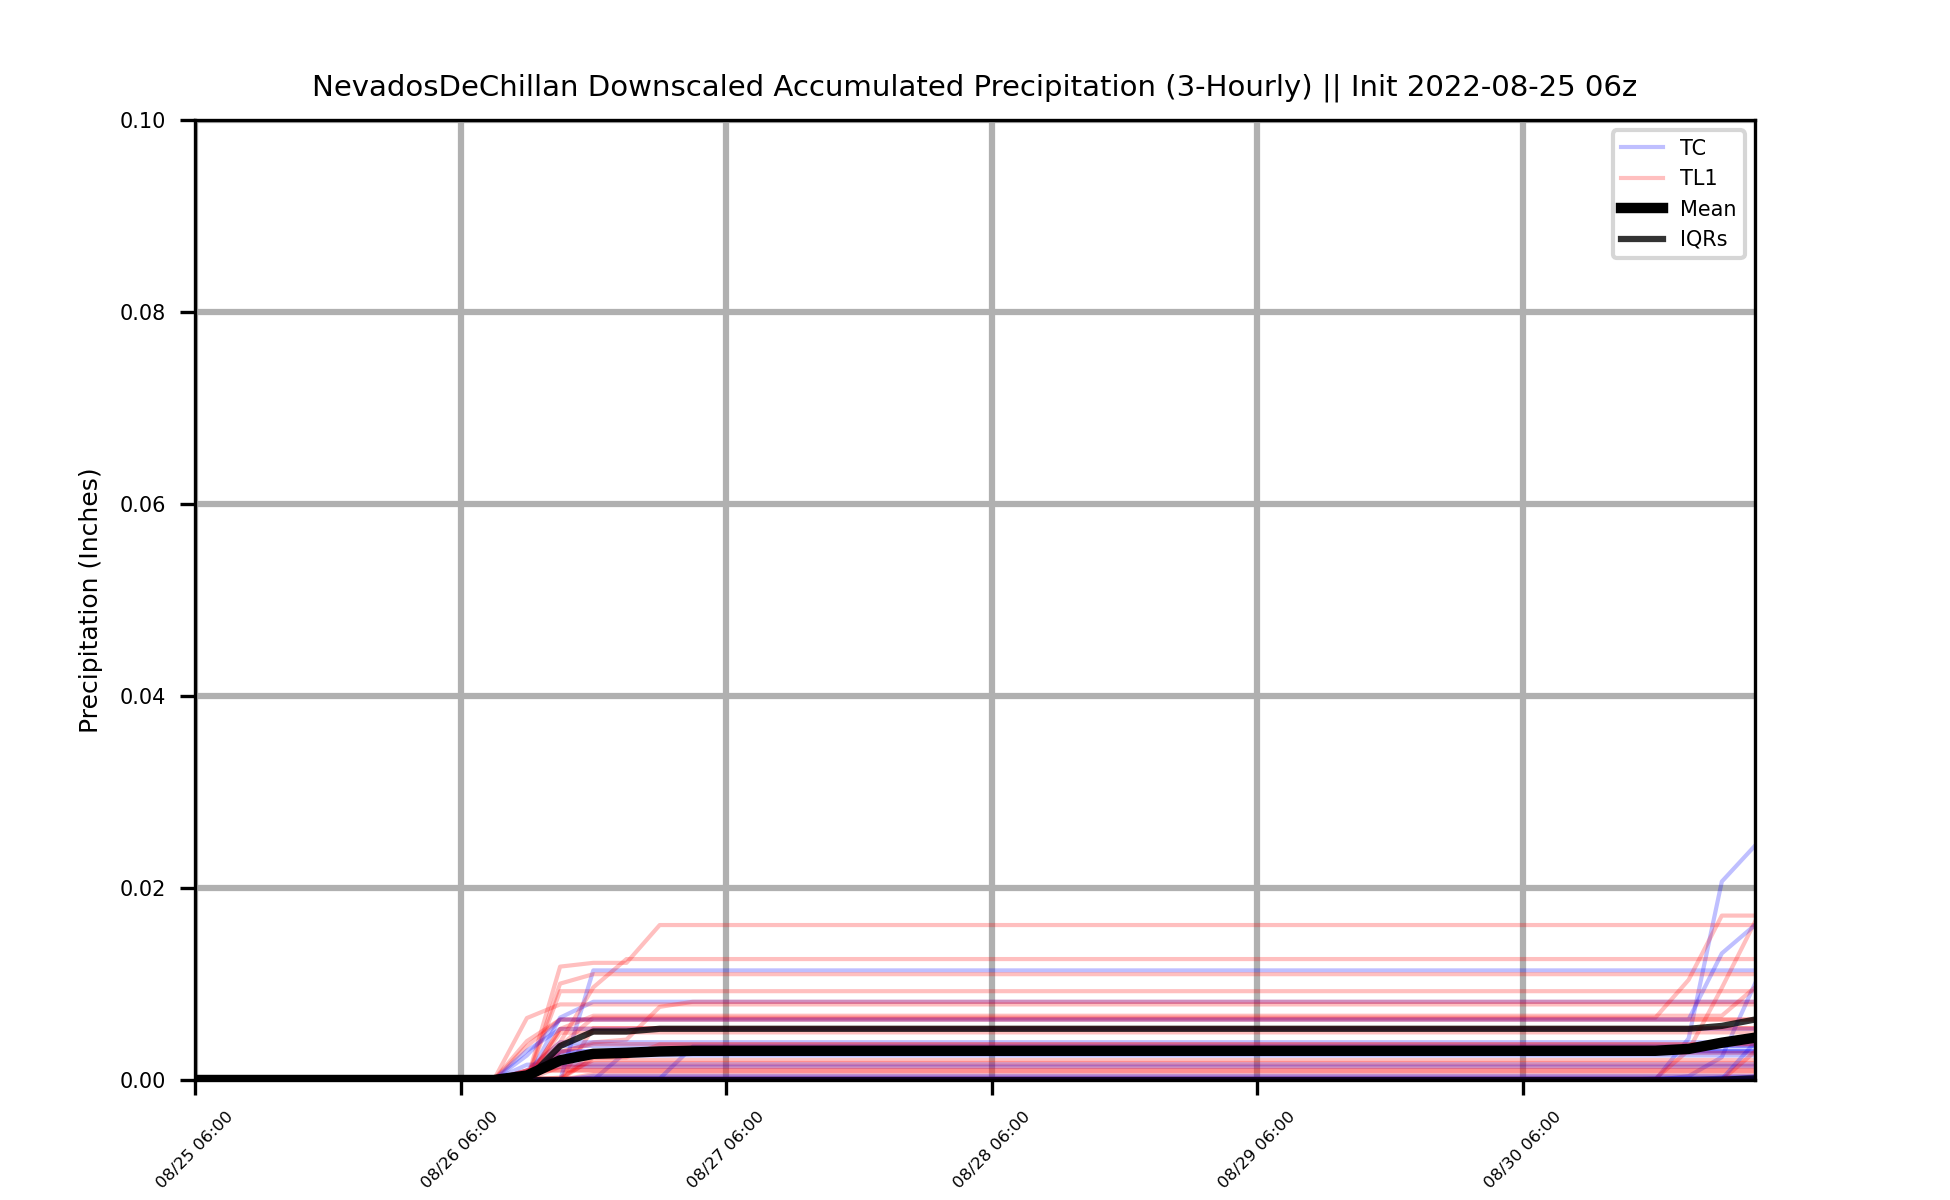 NevadosDeChillan Downscaled Accumulated Precipitation (3-Hourly) || Init 2022-08-25 06z
Precipitation (Inches)
0.10
0.08
0.06
0.04
0.02
0.00
TC
TL1
Mean
IQRs
08/25 06:00
08/26 06:00
08/27 06:00
08/28 06:00
08/29 06:00
08/30 06:00